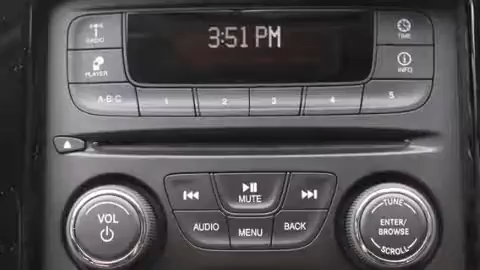 RADIO
3:51 PM
TIME
PLAYER
INFO
A-B-C
1
2
3
4
5
MUTE
VOL
AUDIO
MENU
BACK
TUNE
ENTER/
BROWSE
SCROLL